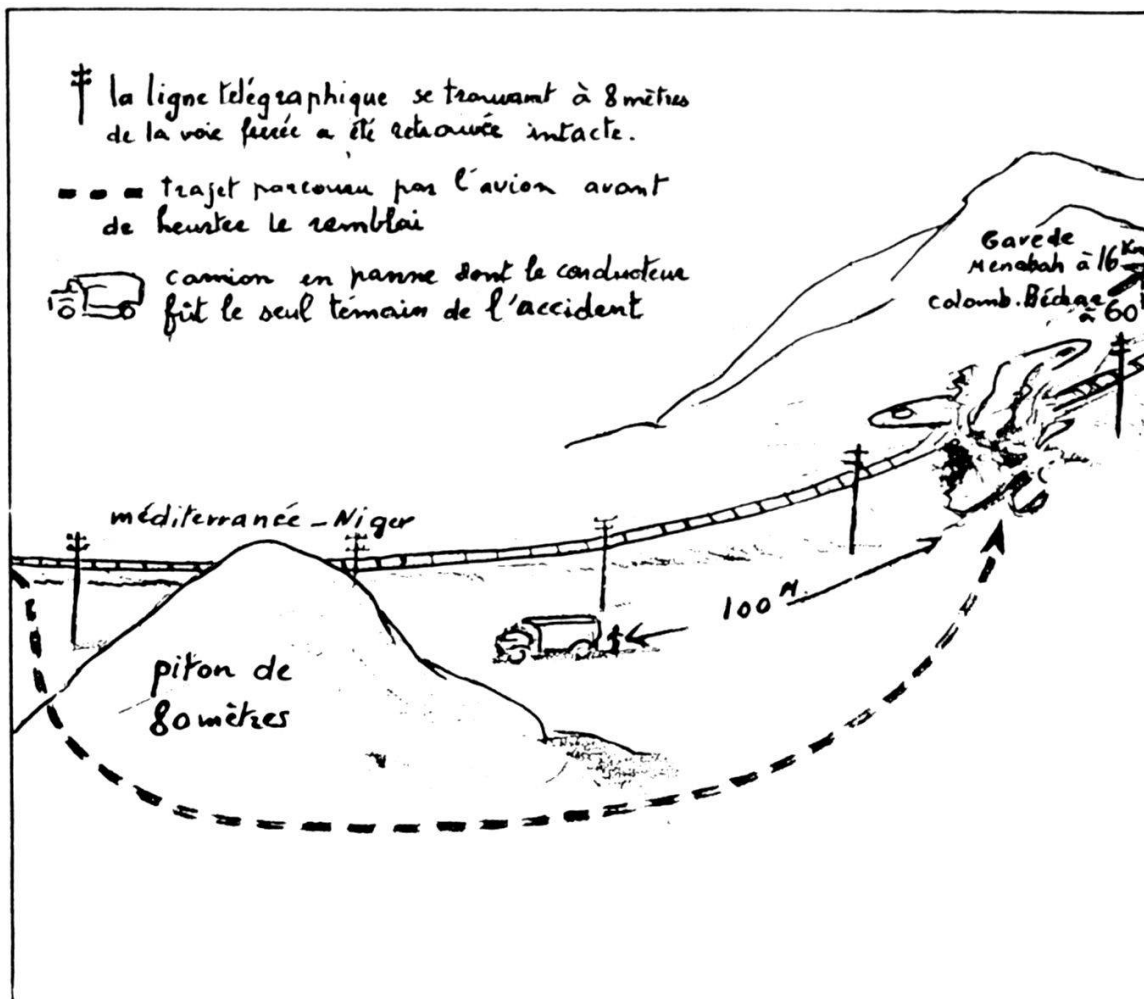 la ligne télégraphique se trouvant à 8 mètres
de la voie ferrée a été retrouvée intacte.
trajet parcouru par l'avion avant
de heurter le remblai
camion en panne dont le conducteur
fût le seul témoin de l'accident
Gare de
Menabah à 16 Km
Colomb. Béchar
à 60
méditerranée - Niger
100 M
piton de
80 mètres